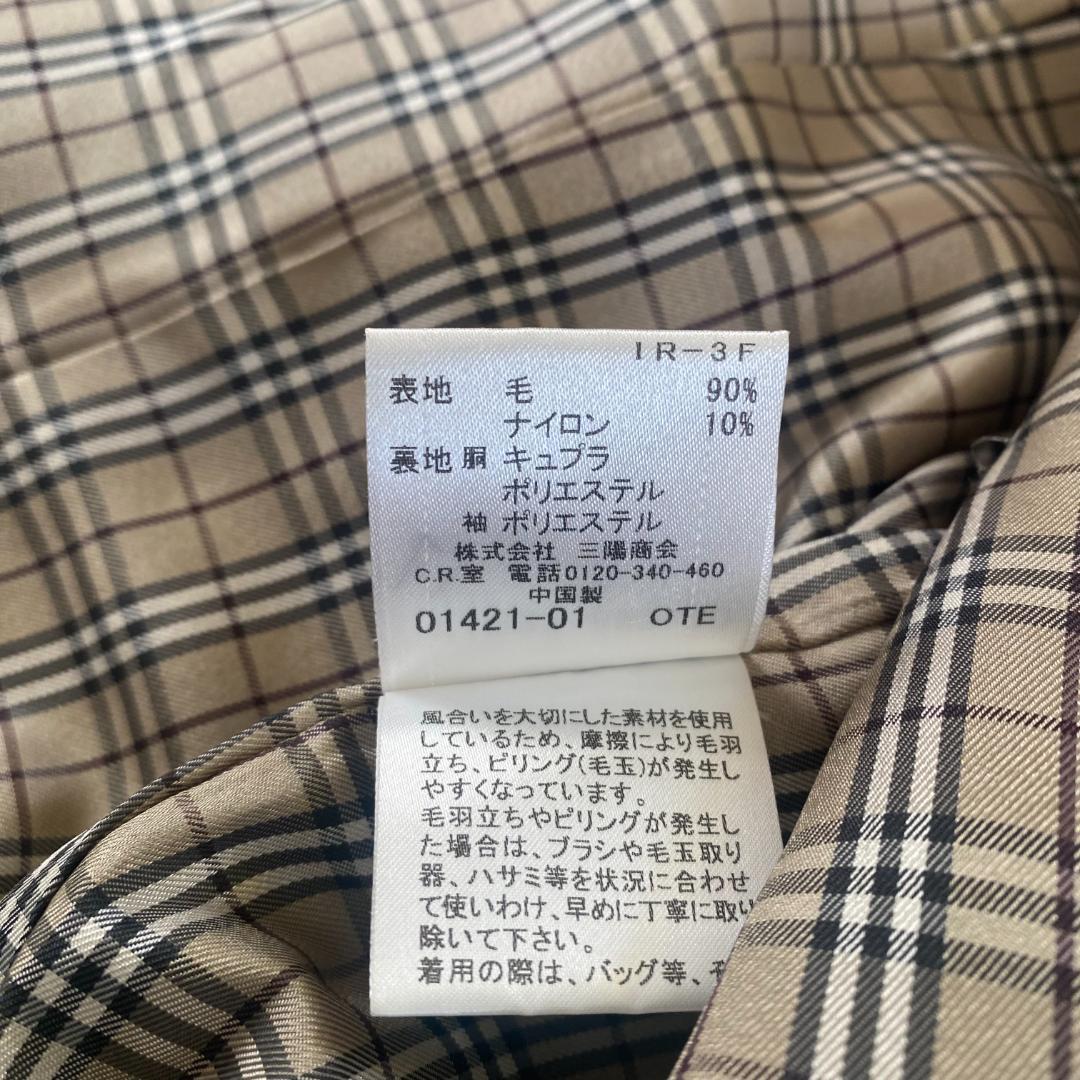 IR-3F
表地 毛 90%
ナイロン 10%
裏地 胴 キュプラ
ポリエステル
袖 ポリエステル
株式会社 三陽商会
C.R.室 電話0120-340-460
中国製
01421-01 OTE
風合いを大切にした素材を使用
しているため、摩擦により毛羽
立ち、ピリング(毛玉)が発生し
やすくなっています。
毛羽立ちやピリングが発生し
た場合は、ブラシや毛玉取り
器、ハサミ等を状況に合わせ
て使いわけ、早めに丁寧に取り
除いて下さい。
着用の際は、バッグ等、